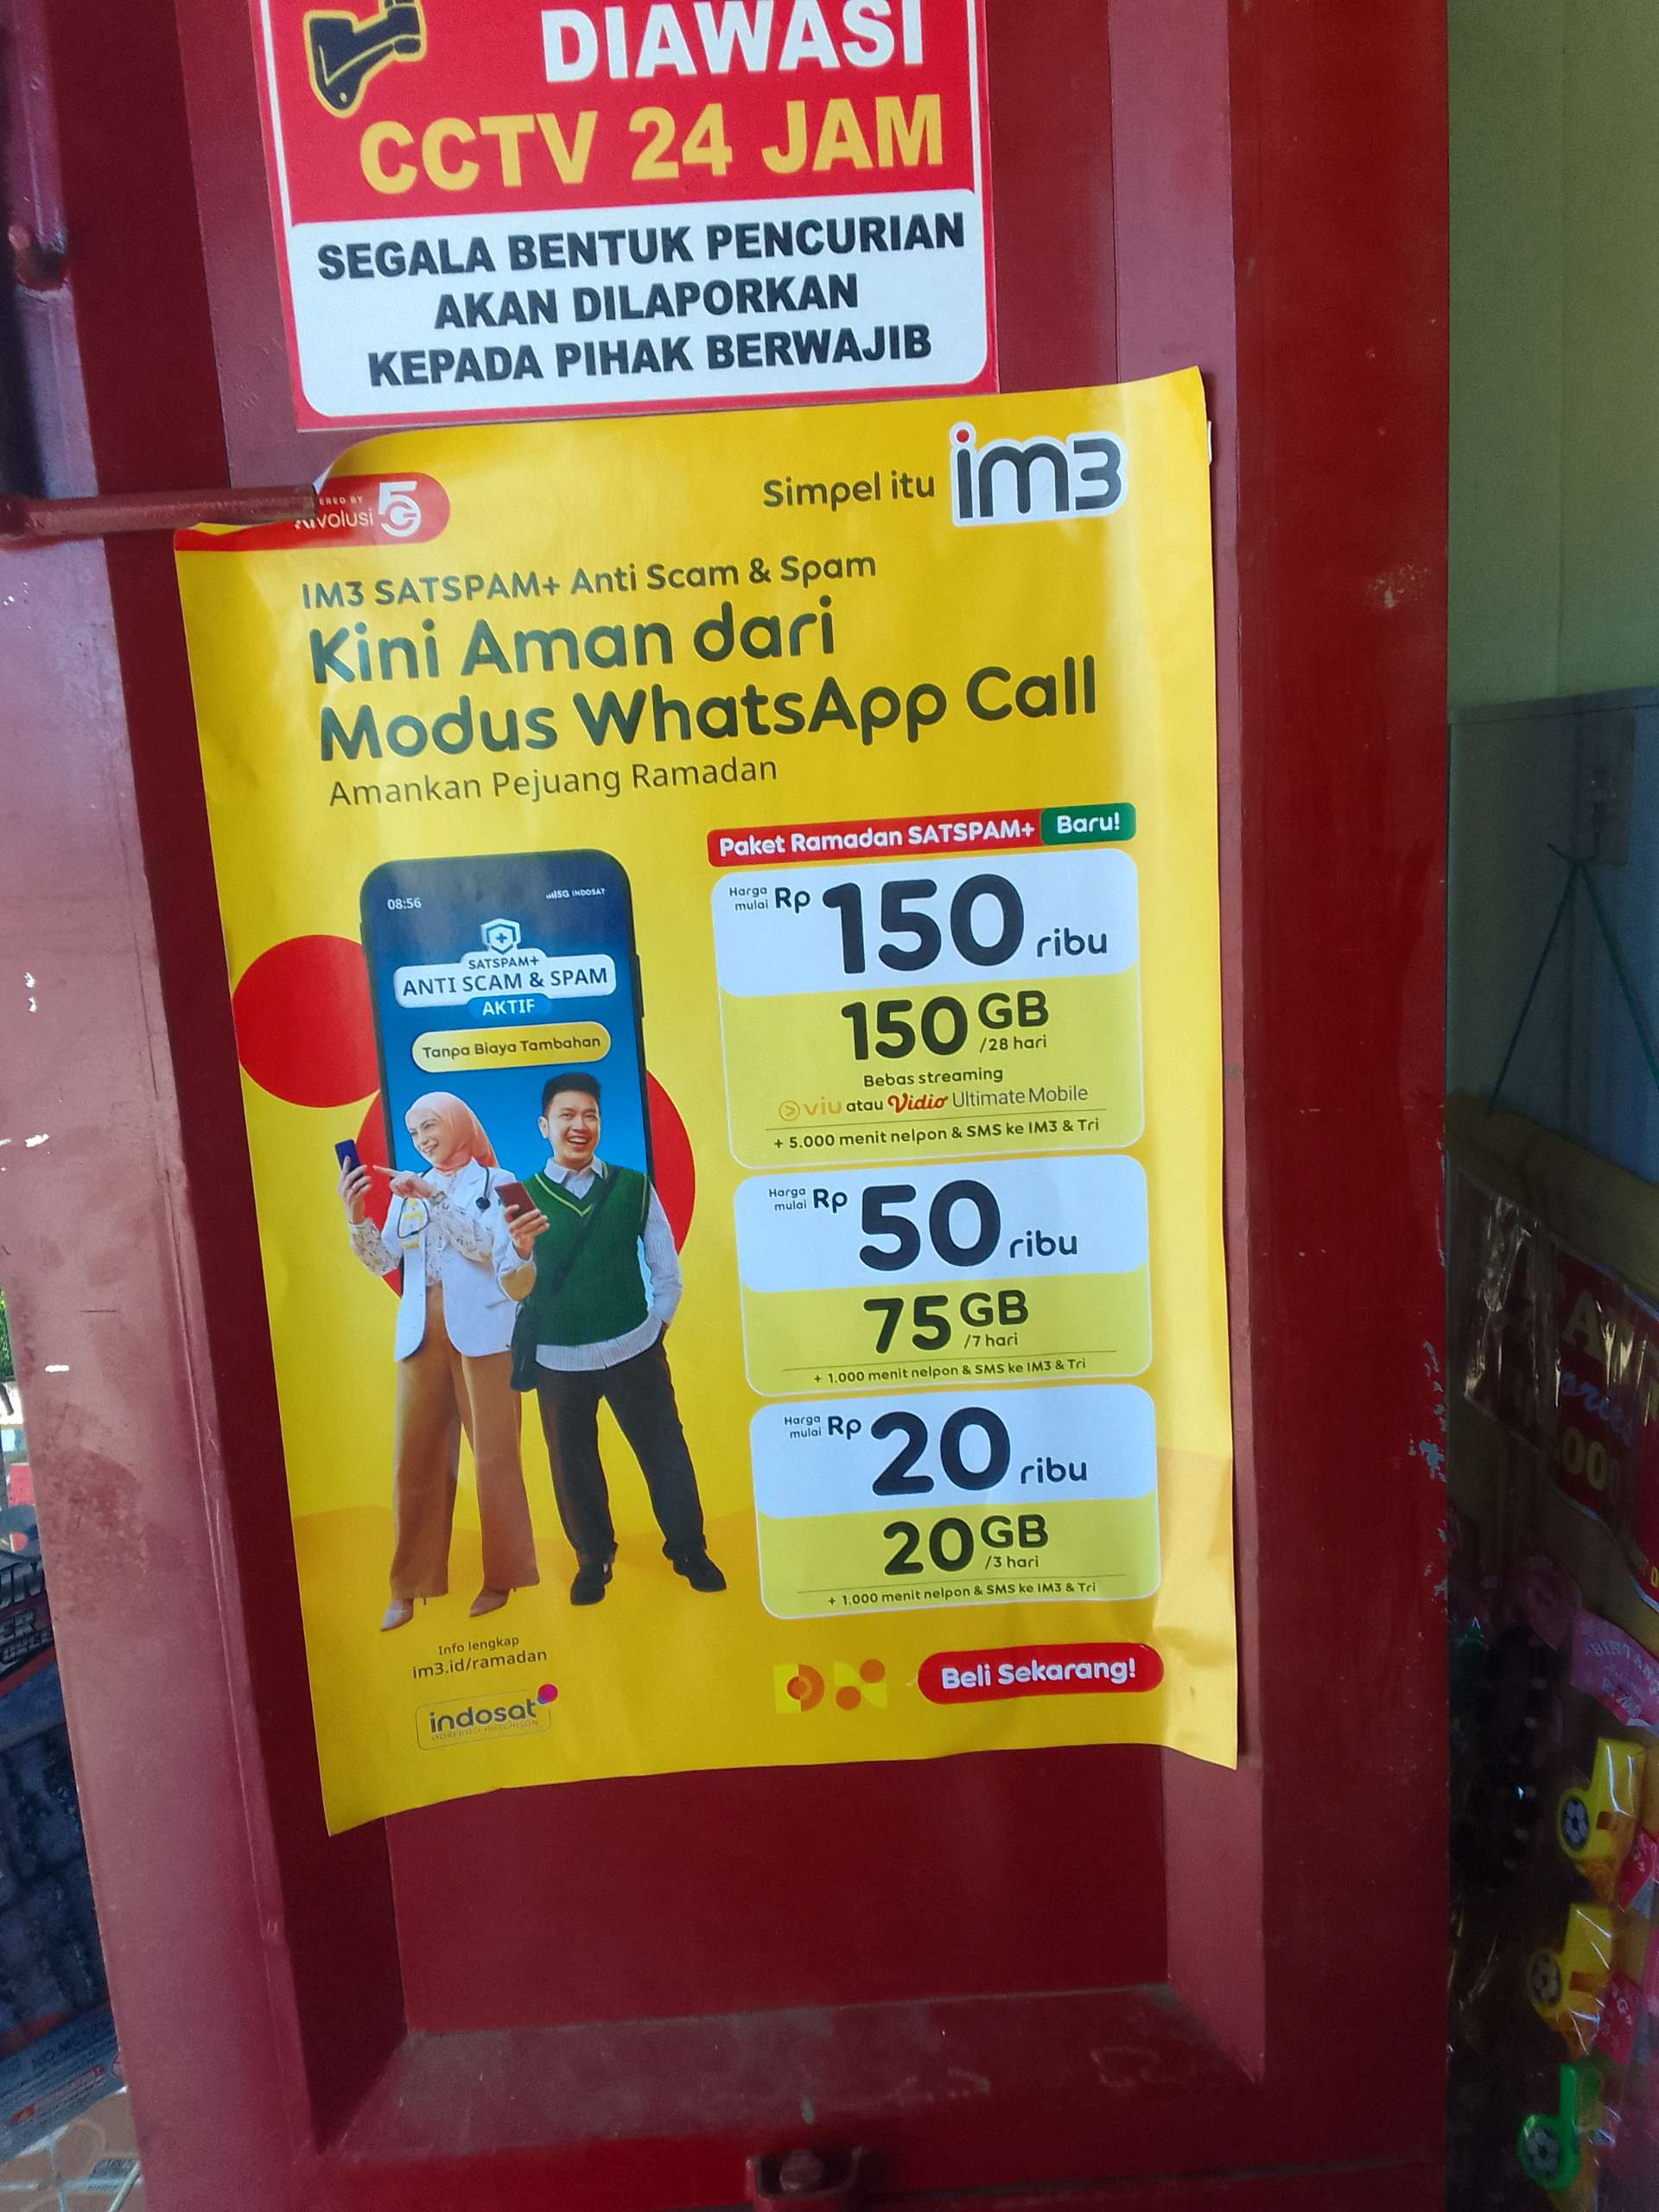 DIAWASI
CCTV 24 JAM
SEGALA BENTUK PENCURIAN
AKAN DILAPORKAN
KEPADA PIHAK BERWAJIB
Simpel itu im3
5G
IM3 SATSPAM+ Anti Scam & Spam
Kini Aman dari
Modus WhatsApp Call
Amankan Pejuang Ramadan
Paket Ramadan SATSPAM+ Baru!
Harga mulai Rp 150 ribu
150 GB /28 hari
Bebas streaming
viu atau Vidio Ultimate Mobile
+ 5.000 menit nelpon & SMS ke IM3 & Tri
Harga mulai Rp 50 ribu
75 GB /7 hari
+ 1.000 menit nelpon & SMS ke IM3 & Tri
Harga mulai Rp 20 ribu
20 GB /3 hari
+ 1.000 menit nelpon & SMS ke IM3 & Tri
08:56
5G INDOSAT
SATSPAM+
ANTI SCAM & SPAM
AKTIF
Tanpa Biaya Tambahan
Info lengkap
im3.id/ramadan
indosat
OOREDOO HUTCHISON
Beli Sekarang!